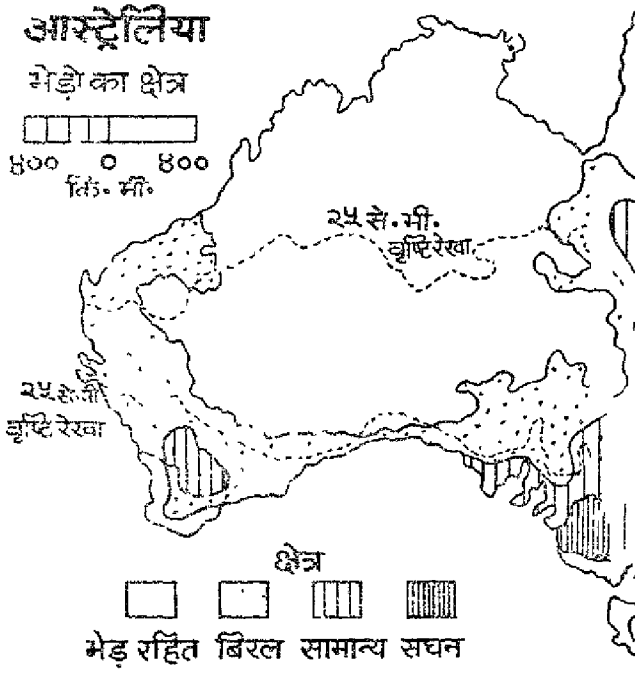 आस्ट्रेलिया
भेड़ो का क्षेत्र
४०० ० ४००
कि. मी.
२५ से.मी.
वृष्टि रेखा
२५ से.मी
वृष्टि रेखा
क्षेत्र
भेड़ रहित बिरल सामान्य सघन